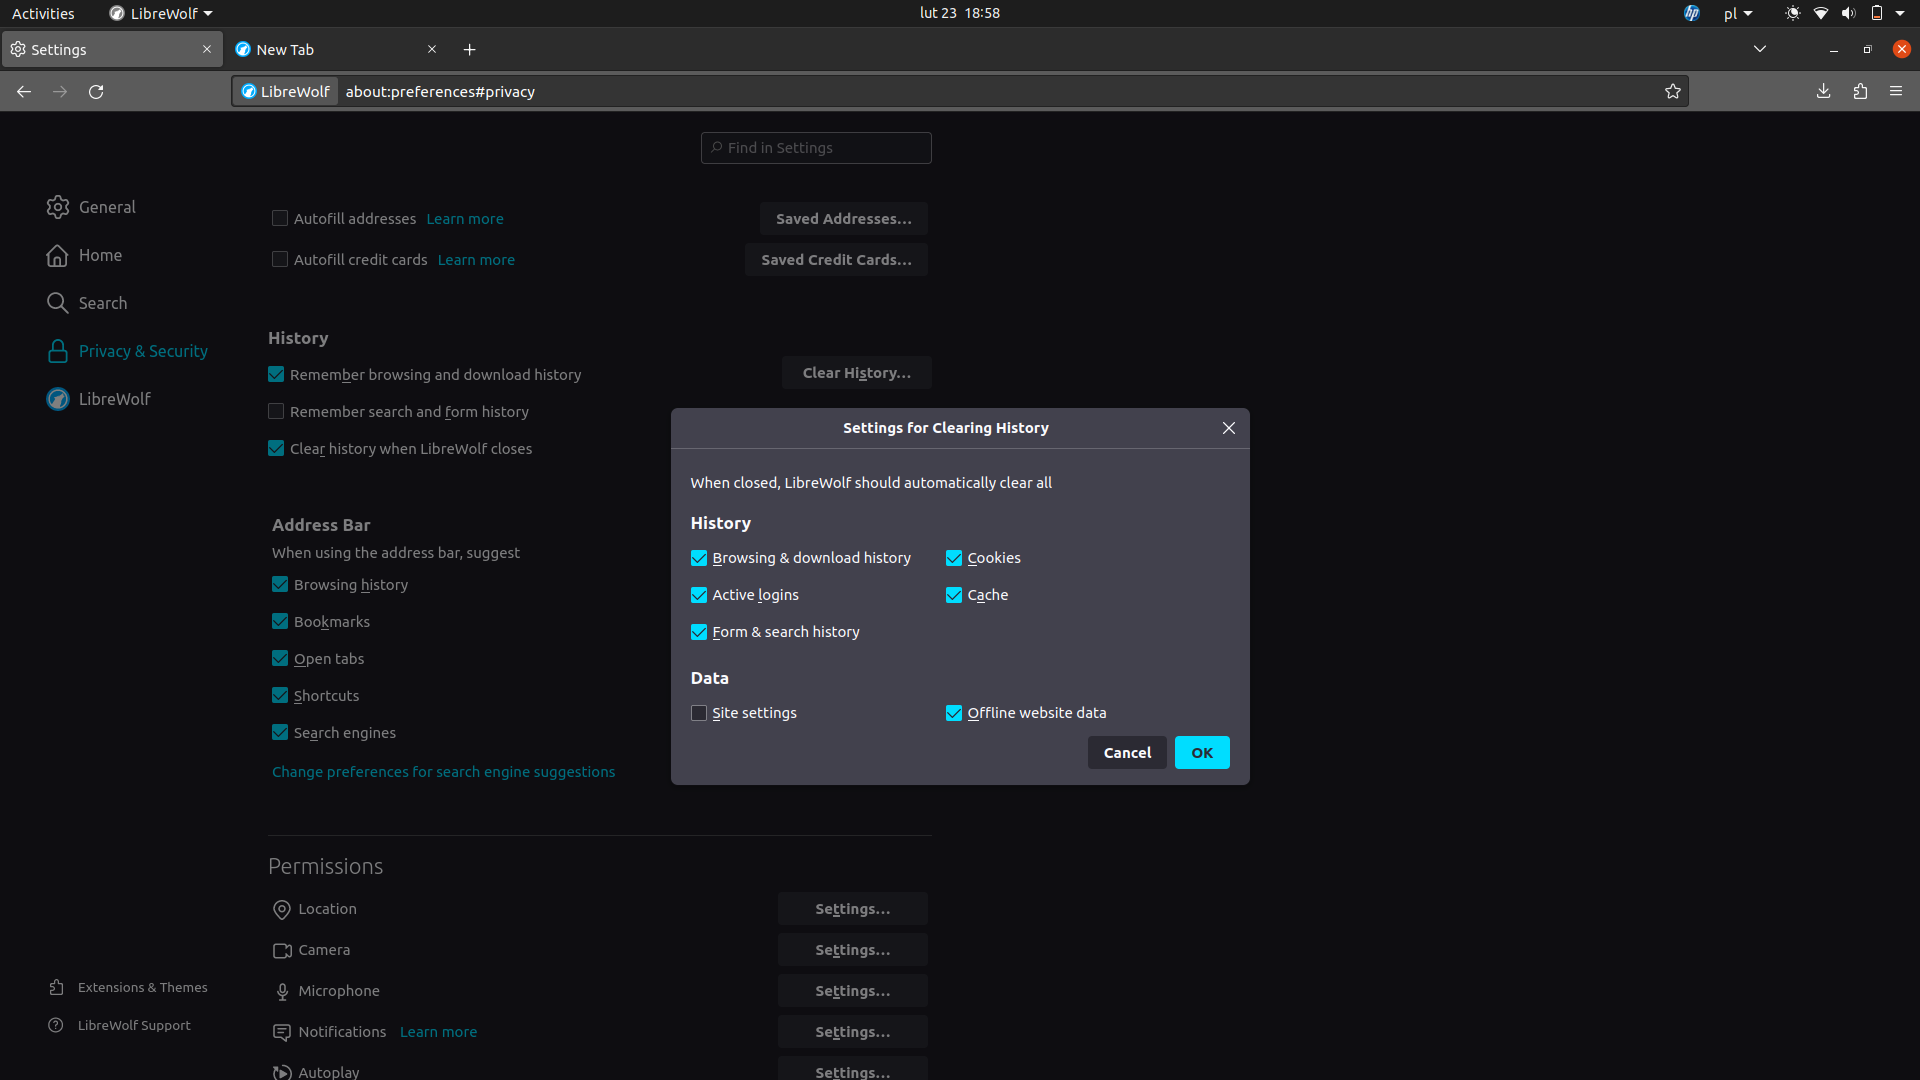 Activities
LibreWolf
lut 23 18:58
pl
Settings
New Tab
LibreWolf
about:preferences#privacy
Find in Settings
General
Home
Search
Privacy & Security
LibreWolf
Extensions & Themes
LibreWolf Support
Autofill addresses Learn more
Saved Addresses...
Autofill credit cards Learn more
Saved Credit Cards...
History
Remember browsing and download history
Clear History...
Remember search and form history
Clear history when LibreWolf closes
Address Bar
When using the address bar, suggest
Browsing history
Bookmarks
Open tabs
Shortcuts
Search engines
Change preferences for search engine suggestions
Permissions
Location Settings...
Camera Settings...
Microphone Settings...
Notifications Learn more Settings...
Autoplay Settings...
Settings for Clearing History
When closed, LibreWolf should automatically clear all
History
Browsing & download history
Cookies
Active logins
Cache
Form & search history
Data
Site settings
Offline website data
Cancel
OK
hp